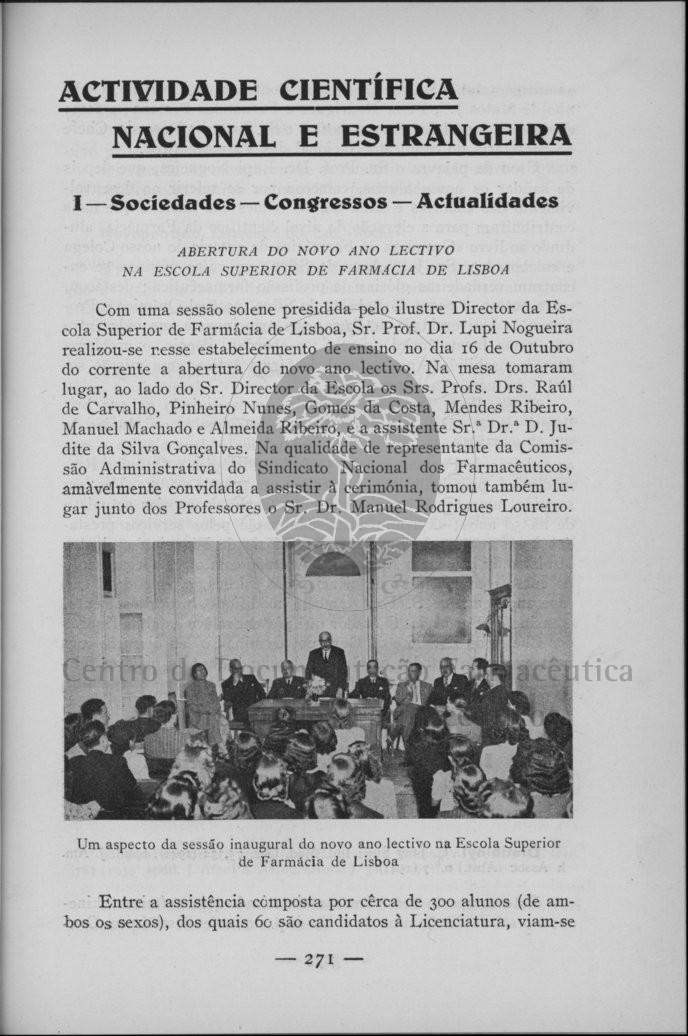 ACTIVIDADE CIENTÍFICA
NACIONAL E ESTRANGEIRA
I — Sociedades — Congressos — Actualidades
ABERTURA DO NOVO ANO LECTIVO
NA ESCOLA SUPERIOR DE FARMÁCIA DE LISBOA
Com uma sessão solene presidida pelo ilustre Director da Es-
cola Superior de Farmácia de Lisboa, Sr. Prof. Dr. Lupi Nogueira
realizou-se nesse estabelecimento de ensino no dia 16 de Outubro
do corrente a abertura do novo ano lectivo. Na mesa tomaram
lugar, ao lado do Sr. Director da Escola os Srs. Profs. Drs. Raúl
de Carvalho, Pinheiro Nunes, Gomes da Costa, Mendes Ribeiro,
Manuel Machado e Almeida Ribeiro, e a assistente Sr.ª Dr.ª D. Ju-
dite da Silva Gonçalves. Na qualidade de representante da Comis-
são Administrativa do Sindicato Nacional dos Farmacêuticos,
amàvelmente convidada a assistir à cerimónia, tomou também lu-
gar junto dos Professores o Sr. Dr. Manuel Rodrigues Loureiro.
Centro de Documentação Farmacêutica
Um aspecto da sessão inaugural do novo ano lectivo na Escola Superior
de Farmácia de Lisboa
Entre a assistência composta por cêrca de 300 alunos (de am-
bos os sexos), dos quais 60 são candidatos à Licenciatura, viam-se
— 271 —